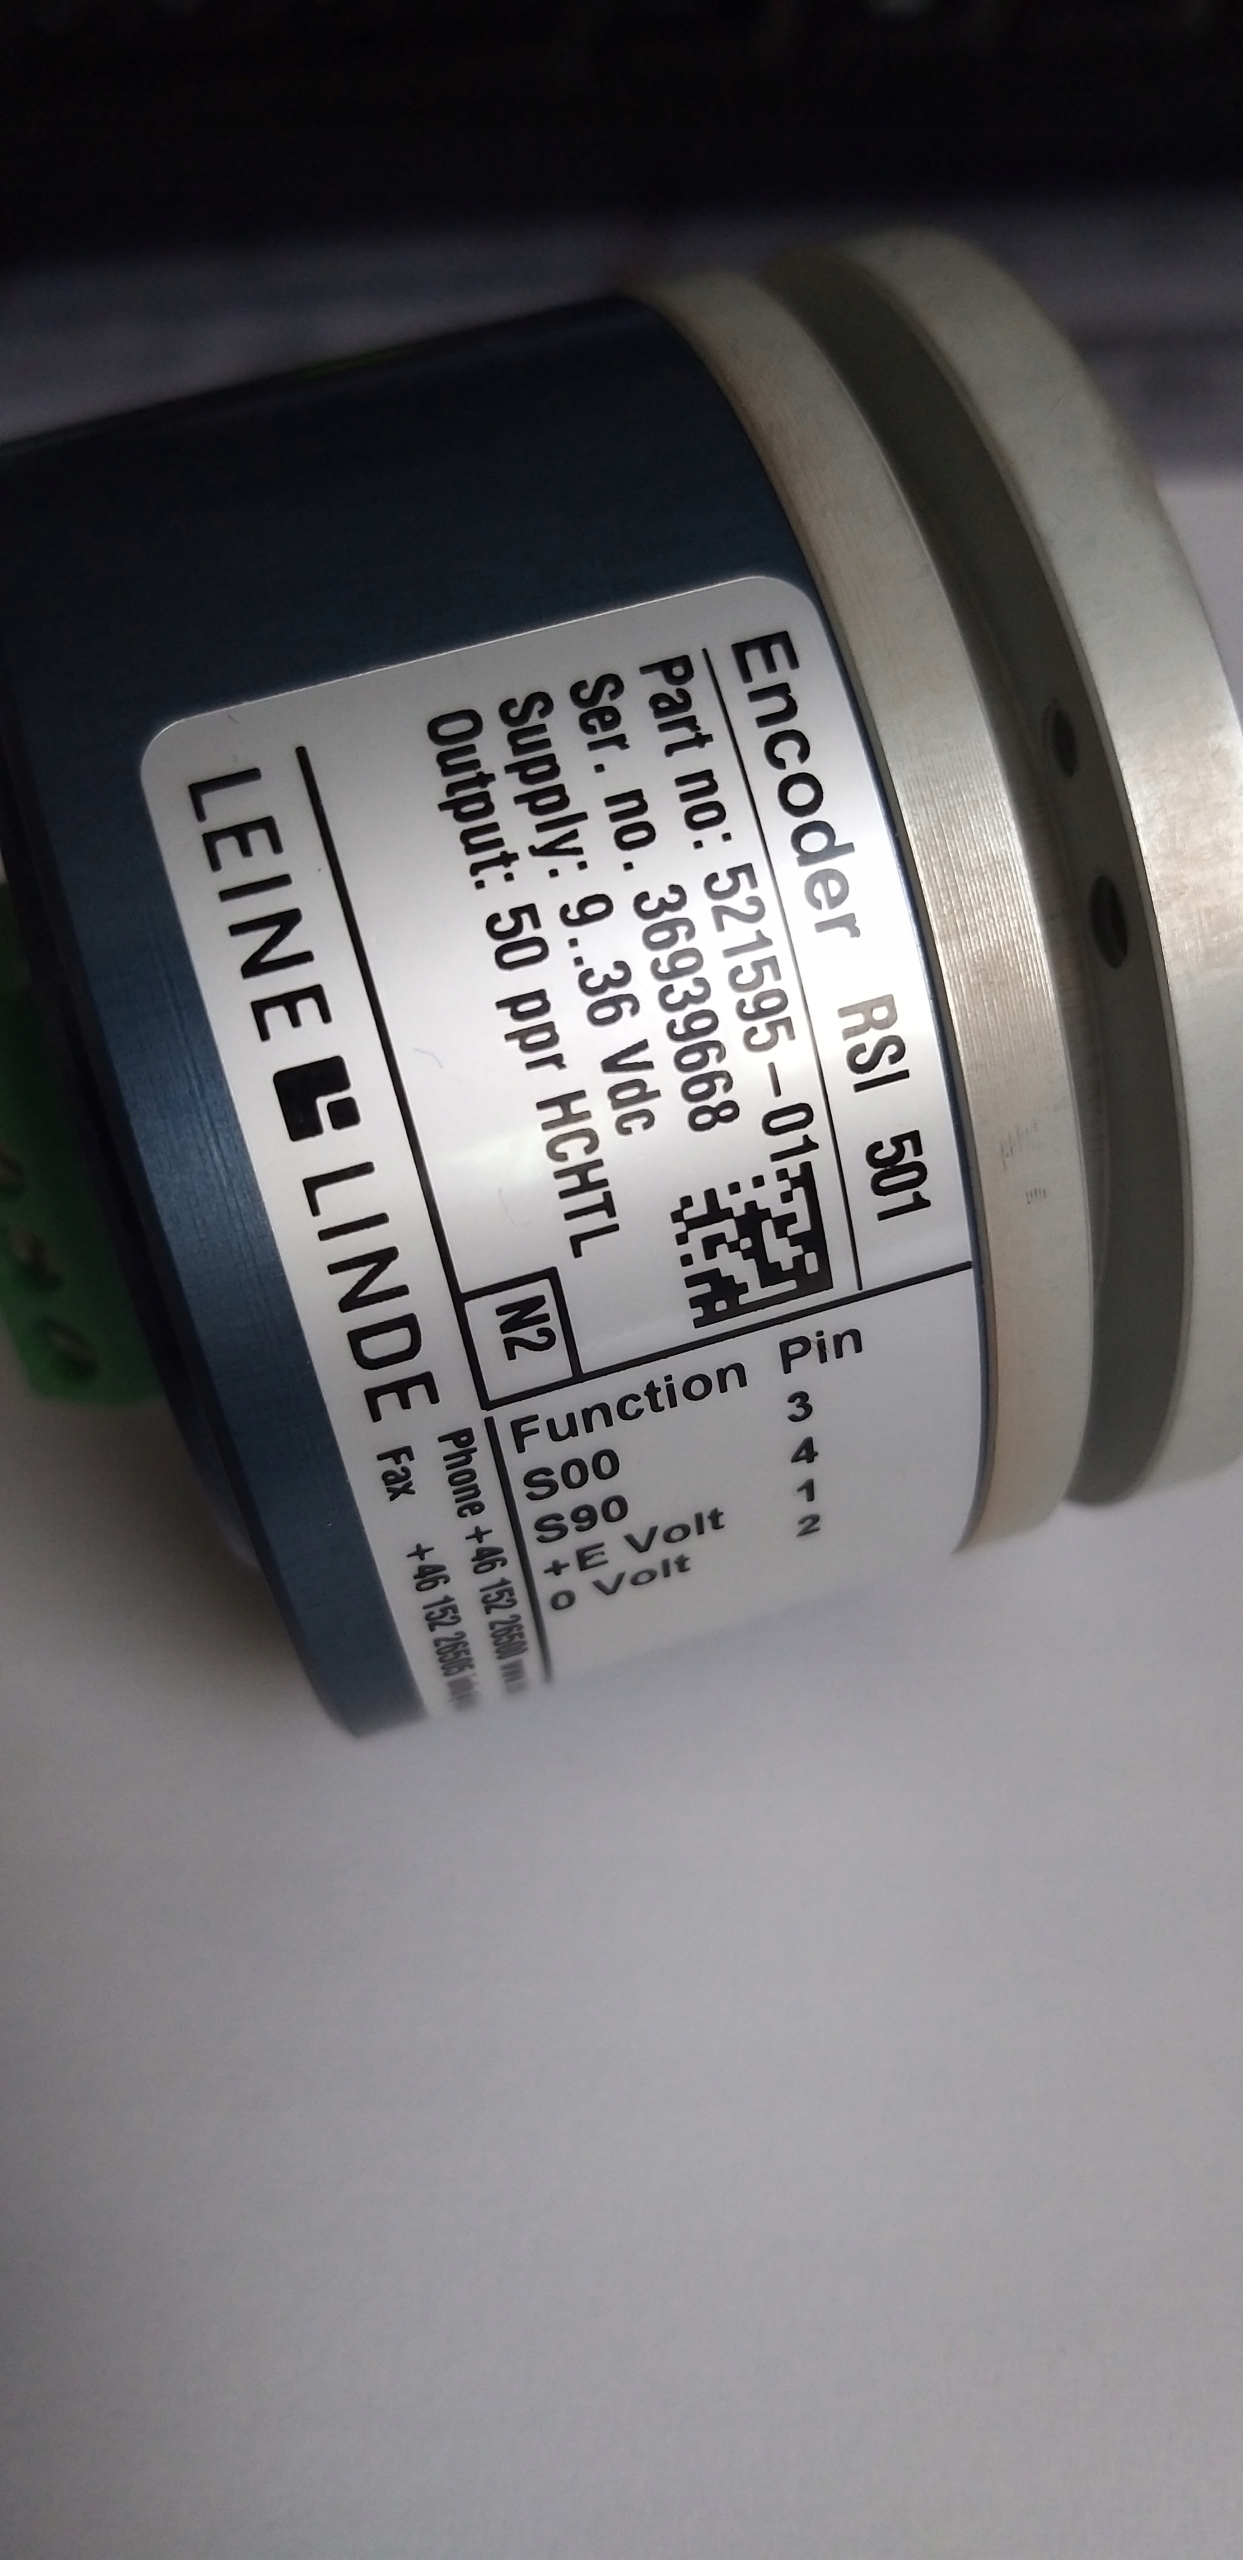 Encoder RSI 501
Part no: 521595-01
Ser. no. 36939668
Supply: 9..36 Vdc
Output: 50 ppr HCHTL
N2
Function Pin
S00 3
S90 4
+E Volt 1
0 Volt 2
LEINE LINDE
Phone +46 152 26500
Fax +46 152 26505